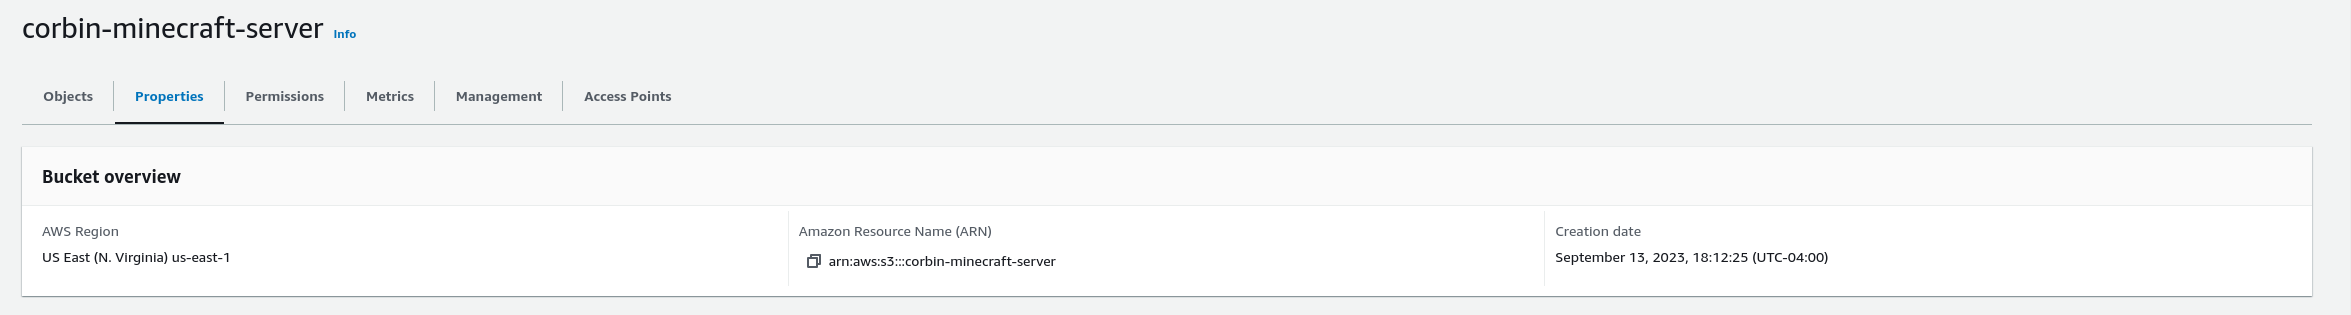 corbin-minecraft-server Info
Objects Properties Permissions Metrics Management Access Points
Bucket overview
AWS Region
US East (N. Virginia) us-east-1
Amazon Resource Name (ARN)
arn:aws:s3:::corbin-minecraft-server
Creation date
September 13, 2023, 18:12:25 (UTC-04:00)